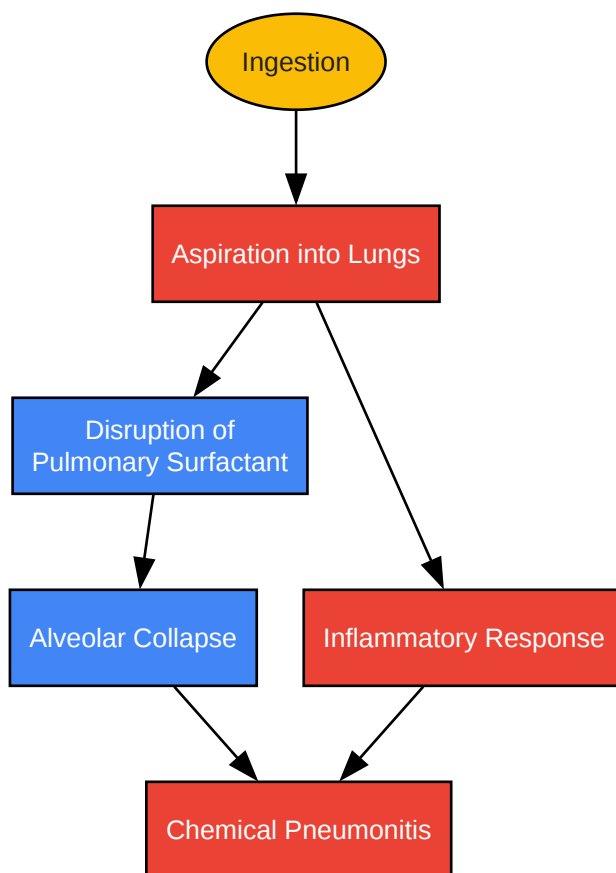 Ingestion
Aspiration into Lungs
Disruption of
Pulmonary Surfactant
Alveolar Collapse
Inflammatory Response
Chemical Pneumonitis